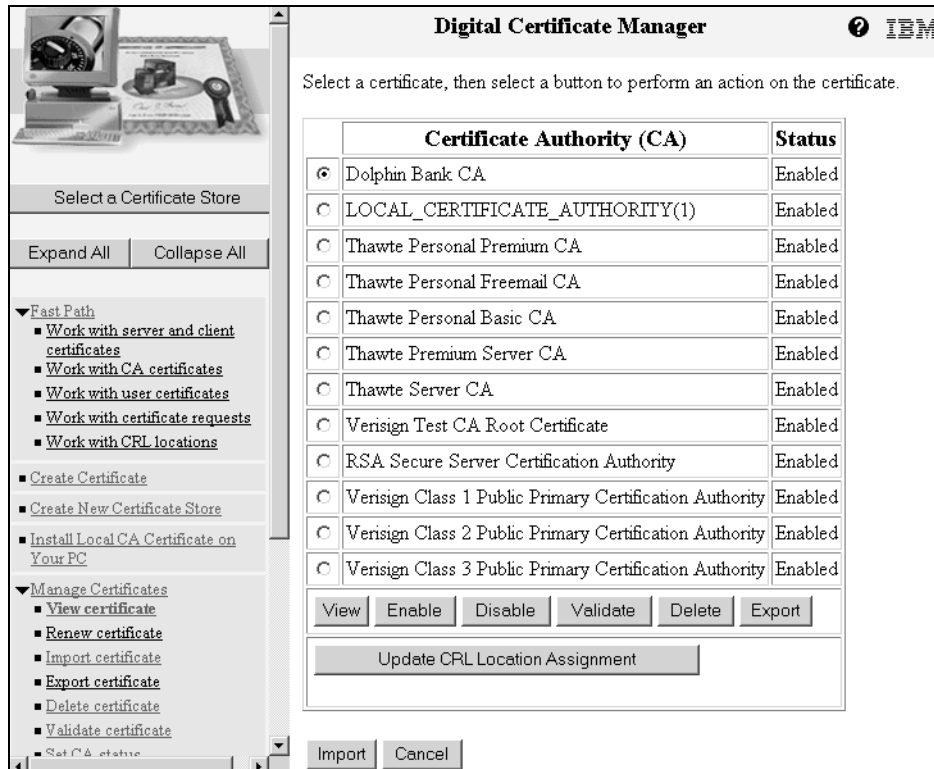 Digital Certificate Manager
IBM
Select a Certificate Store
Expand All
Collapse All
Fast Path
Work with server and client
certificates
Work with CA certificates
Work with user certificates
Work with certificate requests
Work with CRL locations
Create Certificate
Create New Certificate Store
Install Local CA Certificate on
Your PC
Manage Certificates
View certificate
Renew certificate
Import certificate
Export certificate
Delete certificate
Validate certificate
Set CA status
Select a certificate, then select a button to perform an action on the certificate.
Certificate Authority (CA) Status
Dolphin Bank CA Enabled
LOCAL_CERTIFICATE_AUTHORITY(1) Enabled
Thawte Personal Premium CA Enabled
Thawte Personal Freemail CA Enabled
Thawte Personal Basic CA Enabled
Thawte Premium Server CA Enabled
Thawte Server CA Enabled
Verisign Test CA Root Certificate Enabled
RSA Secure Server Certification Authority Enabled
Verisign Class 1 Public Primary Certification Authority Enabled
Verisign Class 2 Public Primary Certification Authority Enabled
Verisign Class 3 Public Primary Certification Authority Enabled
View Enable Disable Validate Delete Export
Update CRL Location Assignment
Import Cancel